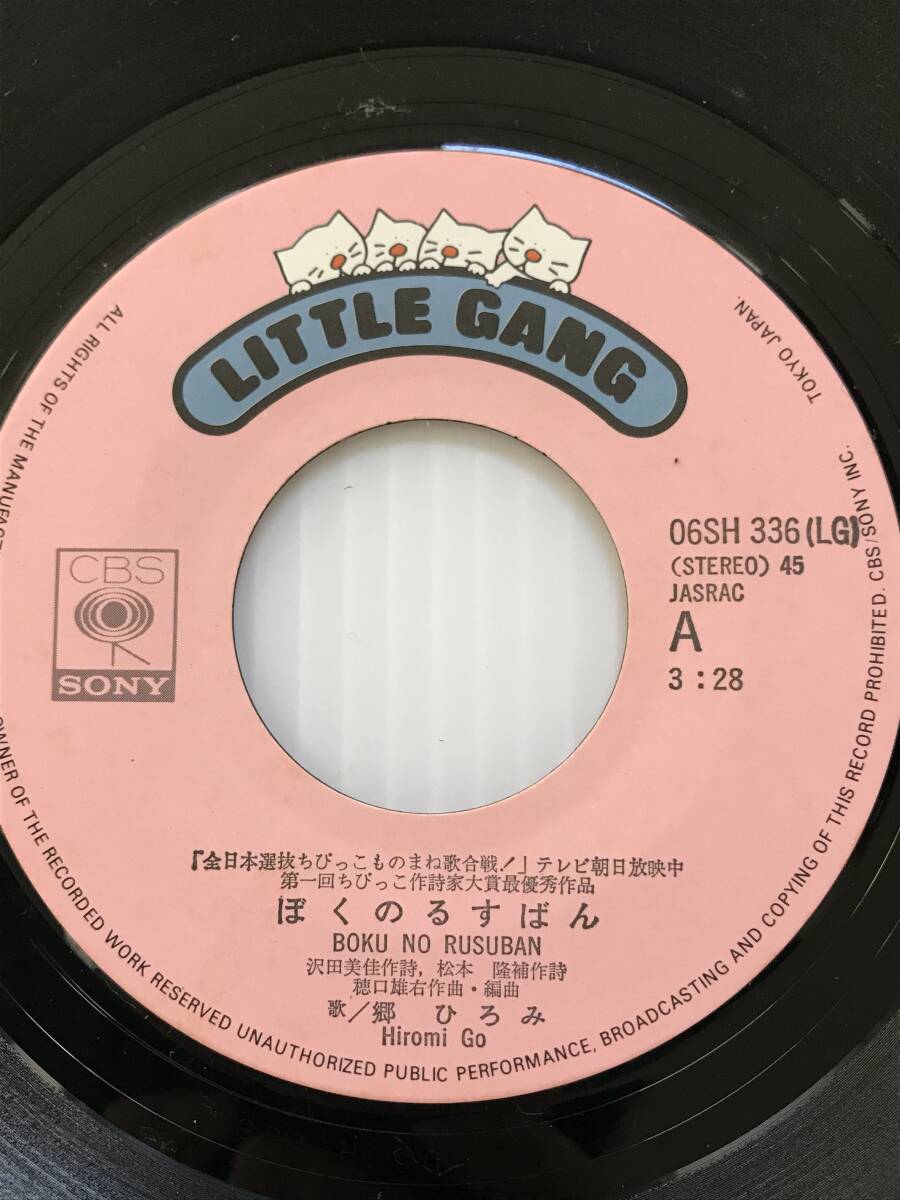 LITTLE GANG
CBS
SONY
06SH 336(LG)
(STEREO) 45
JASRAC
A
3:28
『全日本選抜ちびっこものまね歌合戦!』テレビ朝日放映中
第一回ちびっこ作詩家大賞最優秀作品
ぼくのるすばん
BOKU NO RUSUBAN
沢田美佳作詩, 松本 隆補作詩
穂口雄右作曲・編曲
歌/郷 ひろみ
Hiromi Go
ALL RIGHTS OF THE OWNER OF THE RECORDED WORK RESERVED UNAUTHORIZED PUBLIC PERFORMANCE, BROADCASTING AND COPYING OF THIS RECORD PROHIBITED. CBS/SONY INC. TOKYO JAPAN.